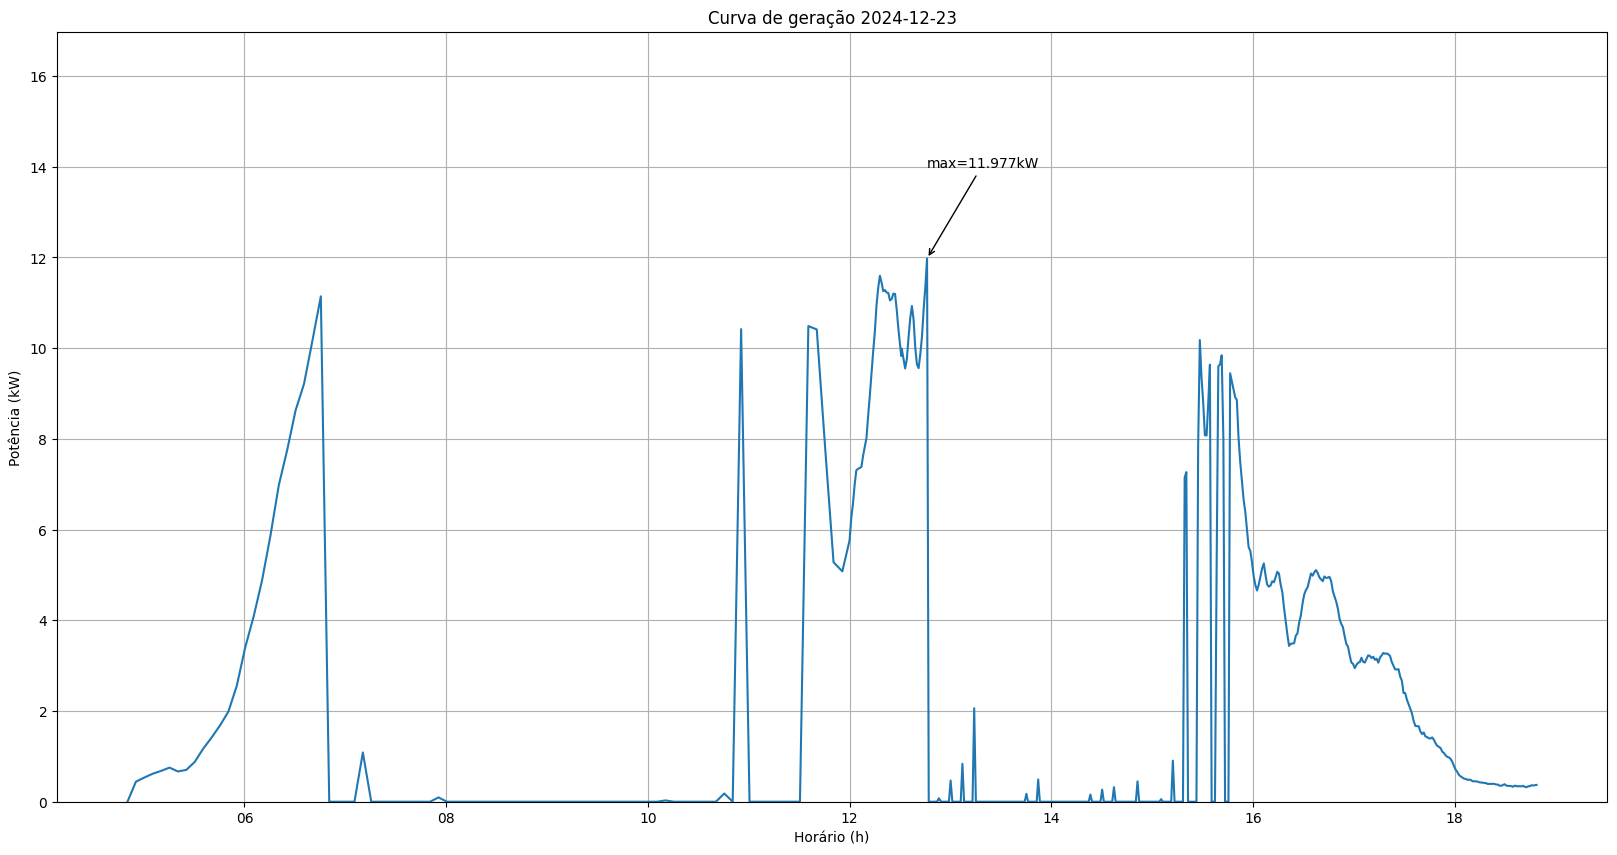 Curva de geração 2024-12-23
16
14
12
10
8
6
4
2
0
Potência (kW)
max=11.977kW
06 08 10 12 14 16 18
Horário (h)